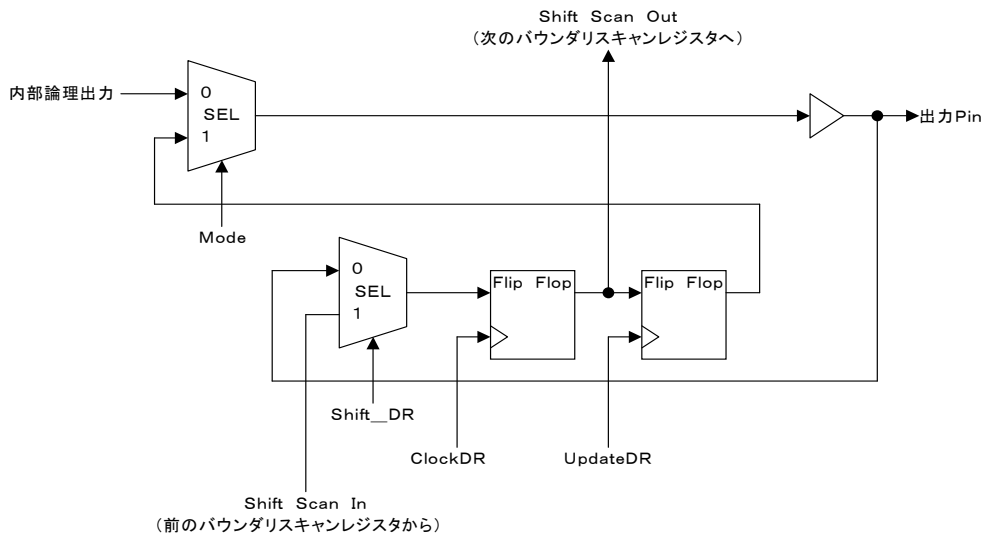 Shift Scan Out
(次のバウンダリスキャンレジスタへ)
内部論理出力
0
SEL
1
出力Pin
Mode
0
SEL
1
Flip Flop
Flip Flop
Shift__DR
ClockDR
UpdateDR
Shift Scan In
(前のバウンダリスキャンレジスタから)